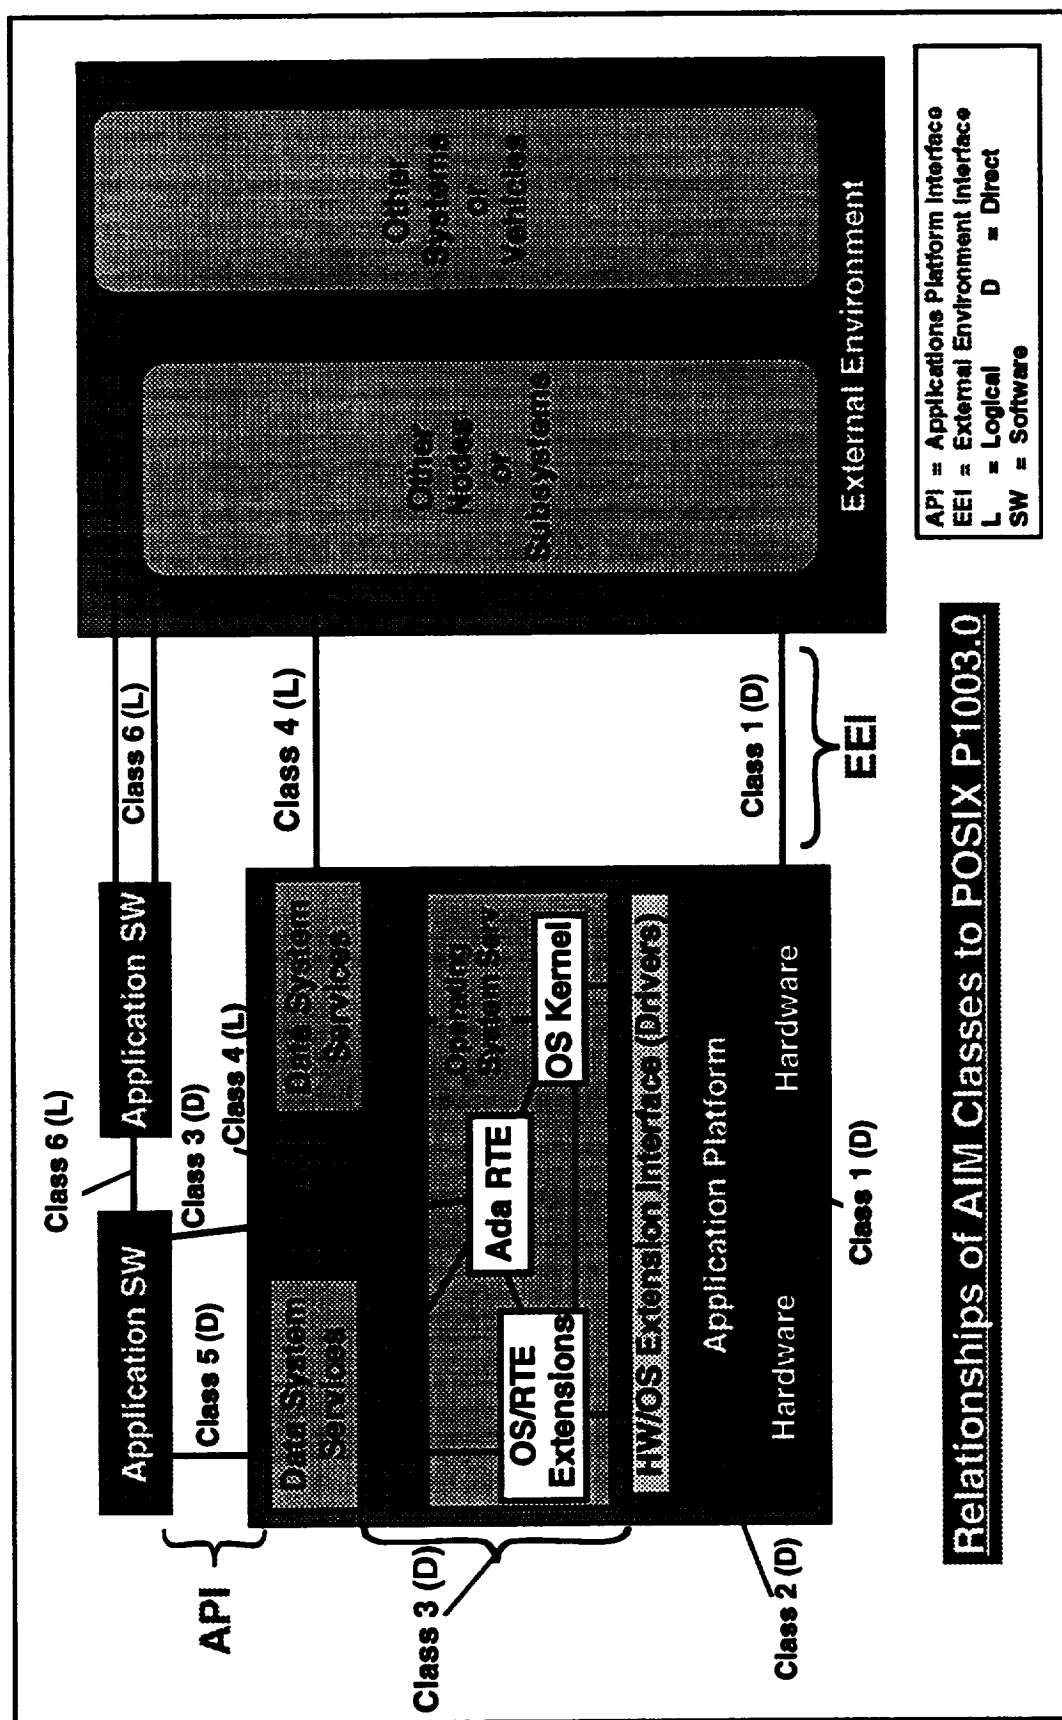 Class 6 (L)
Application SW
Application SW
Class 6 (L)
API
Class 5 (D)
Class 3 (D)
Class 4 (L)
Data System
Services
Data System
Services
Class 4 (L)
Class 3 (D)
Operating
System Serv
Ada RTE
OS Kernel
OS/RTE
Extensions
HW/OS Extension Interface (Drivers)
Application Platform
Hardware
Hardware
Class 2 (D)
Class 1 (D)
Class 1 (D)
EEI
Other
Nodes
or
Subsystems
Other
Systems
or
Vehicles
External Environment
Relationships of AIM Classes to POSIX P1003.0
API = Applications Platform Interface
EEI = External Environment Interface
L = Logical D = Direct
SW = Software